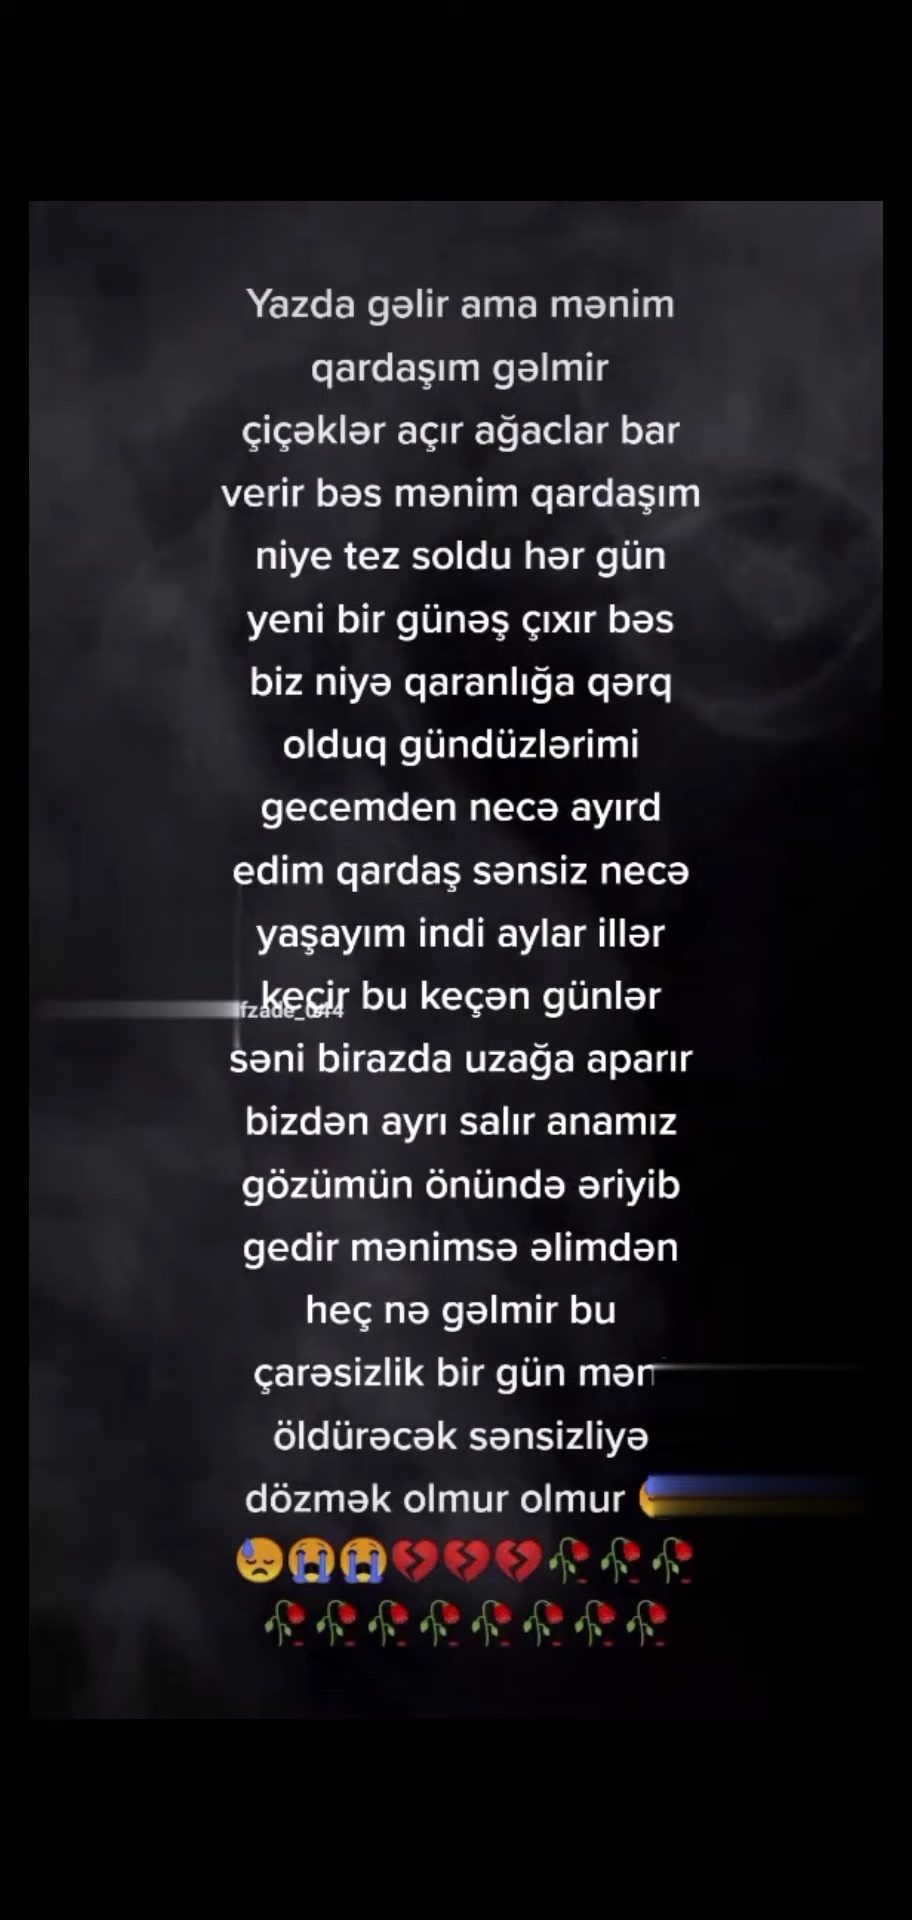 Yazda gəlir ama mənim
qardaşım gəlmir
çiçəklər açır ağaclar bar
verir bəs mənim qardaşım
niye tez soldu hər gün
yeni bir günəş çıxır bəs
biz niyə qaranlığa qərq
olduq gündüzlərimi
gecemden necə ayırd
edim qardaş sənsiz necə
yaşayım indi aylar illər
keçir bu keçən günlər
səni birazda uzağa aparır
bizdən ayrı salır anamız
gözümün önündə əriyib
gedir mənimsə əlimdən
heç nə gəlmir bu
çarəsizlik bir gün
öldürəcək sənsizliyə
dözmək olmur olmur
😓😭😭💔💔💔🥀🥀🥀
🥀🥀🥀🥀🥀🥀🥀🥀